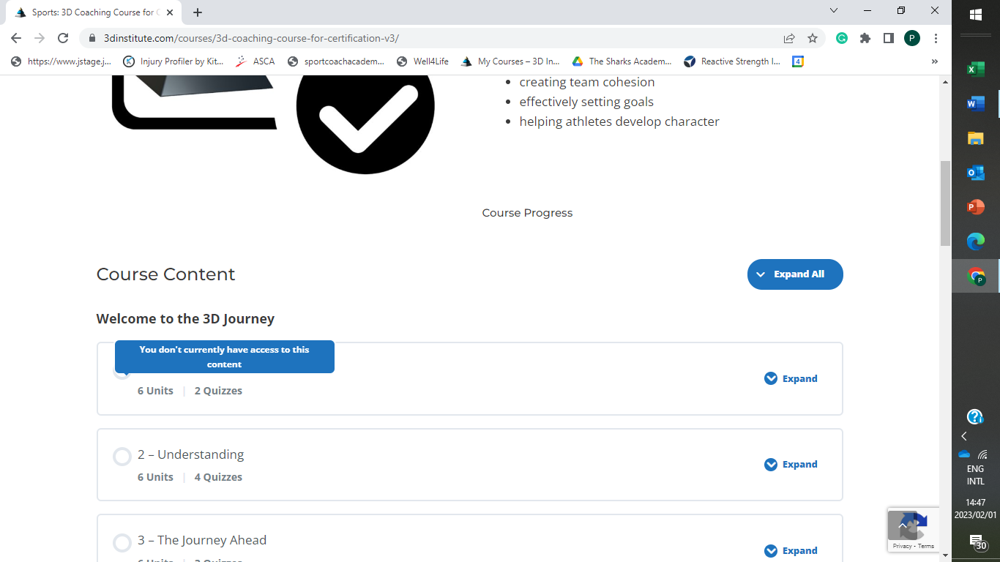 Sports: 3D Coaching Course for C
3dinstitute.com/courses/3d-coaching-course-for-certification-v3/
P
https://www.jstage.j...
Injury Profiler by Kit...
ASCA
sportcoachacadem...
Well4Life
My Courses – 3D In...
The Sharks Academ...
Reactive Strength I...
4
»
creating team cohesion
effectively setting goals
helping athletes develop character
Course Progress
Course Content
Expand All
Welcome to the 3D Journey
You don't currently have access to this
content
6 Units | 2 Quizzes
Expand
2 – Understanding
6 Units | 4 Quizzes
Expand
3 – The Journey Ahead
Expand
Privacy - Terms
ENG
INTL
14:47
2023/02/01
30